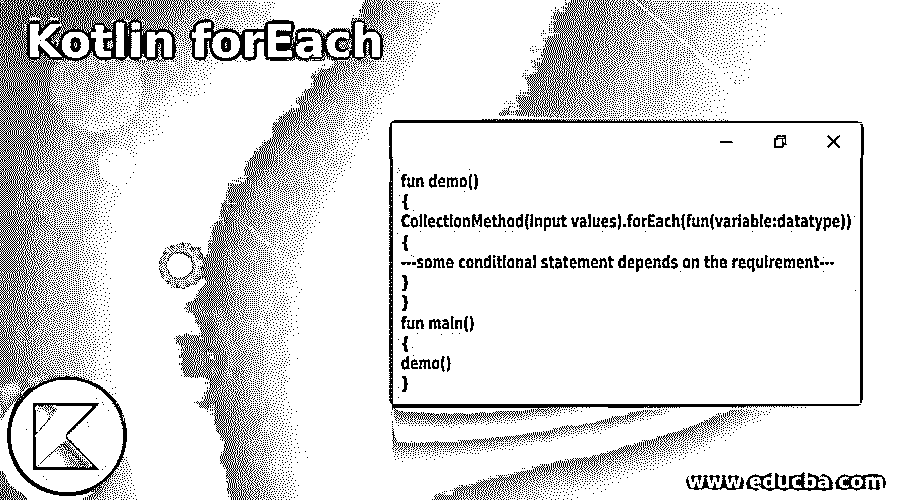 Kotlin forEach
fun demo()
{
CollectionMethod(input values).forEach(fun(variable:datatype))
{
---some conditional statement depends on the requirement---
}
}
fun main()
{
demo()
}
www.educba.com